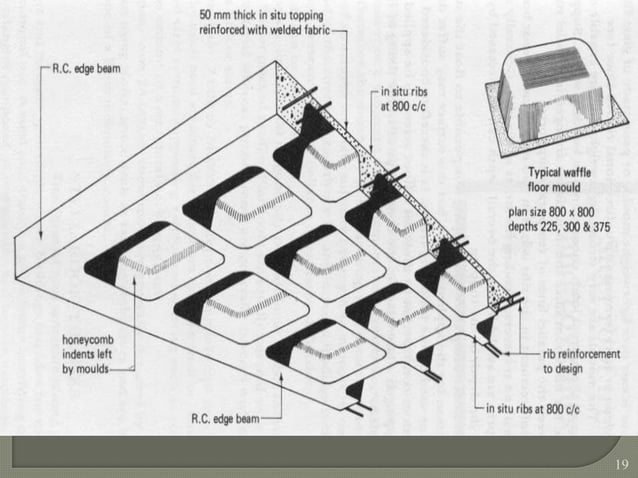 50 mm thick in situ topping
reinforced with welded fabric
R.C. edge beam
in situ ribs
at 800 c/c
Typical waffle
floor mould
plan size 800 x 800
depths 225, 300 & 375
honeycomb
indents left
by moulds
rib reinforcement
to design
in situ ribs at 800 c/c
R.C. edge beam
19